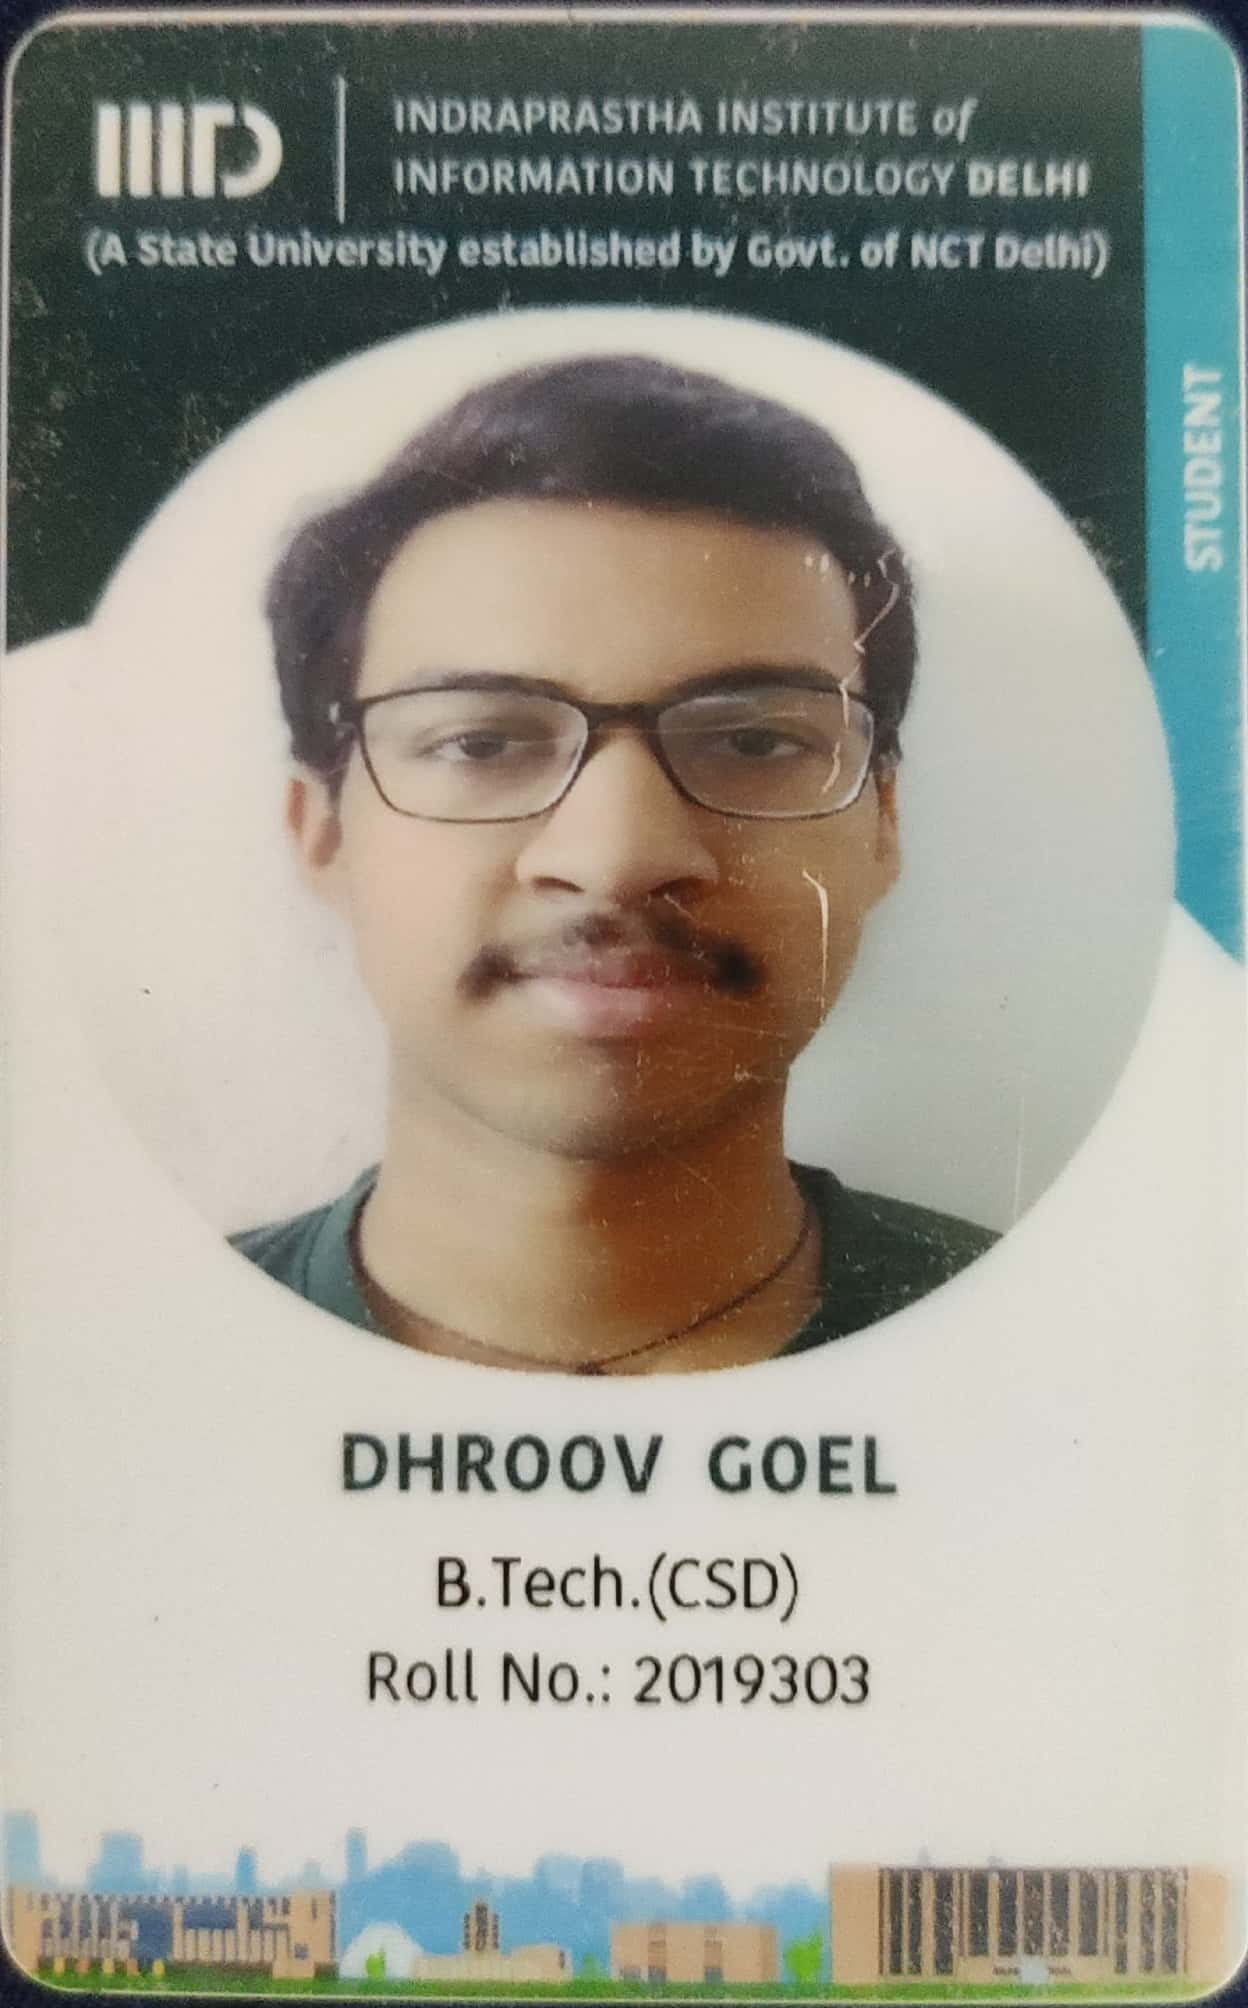 IIID
INDRAPRASTHA INSTITUTE of
INFORMATION TECHNOLOGY DELHI
(A State University established by Govt. of NCT Delhi)
STUDENT
DHROOV GOEL
B.Tech.(CSD)
Roll No.: 2019303